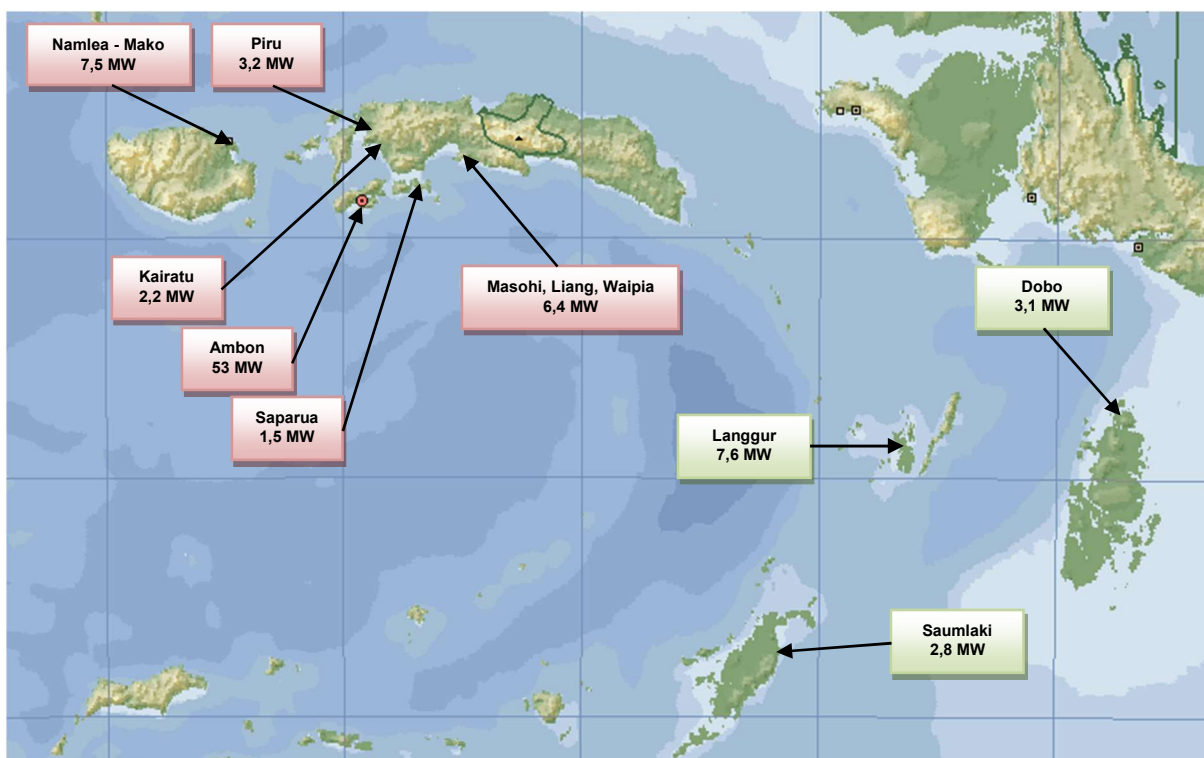 Namlea - Mako
7,5 MW
Piru
3,2 MW
Kairatu
2,2 MW
Masohi, Liang, Waipia
6,4 MW
Dobo
3,1 MW
Ambon
53 MW
Saparua
1,5 MW
Langgur
7,6 MW
Saumlaki
2,8 MW